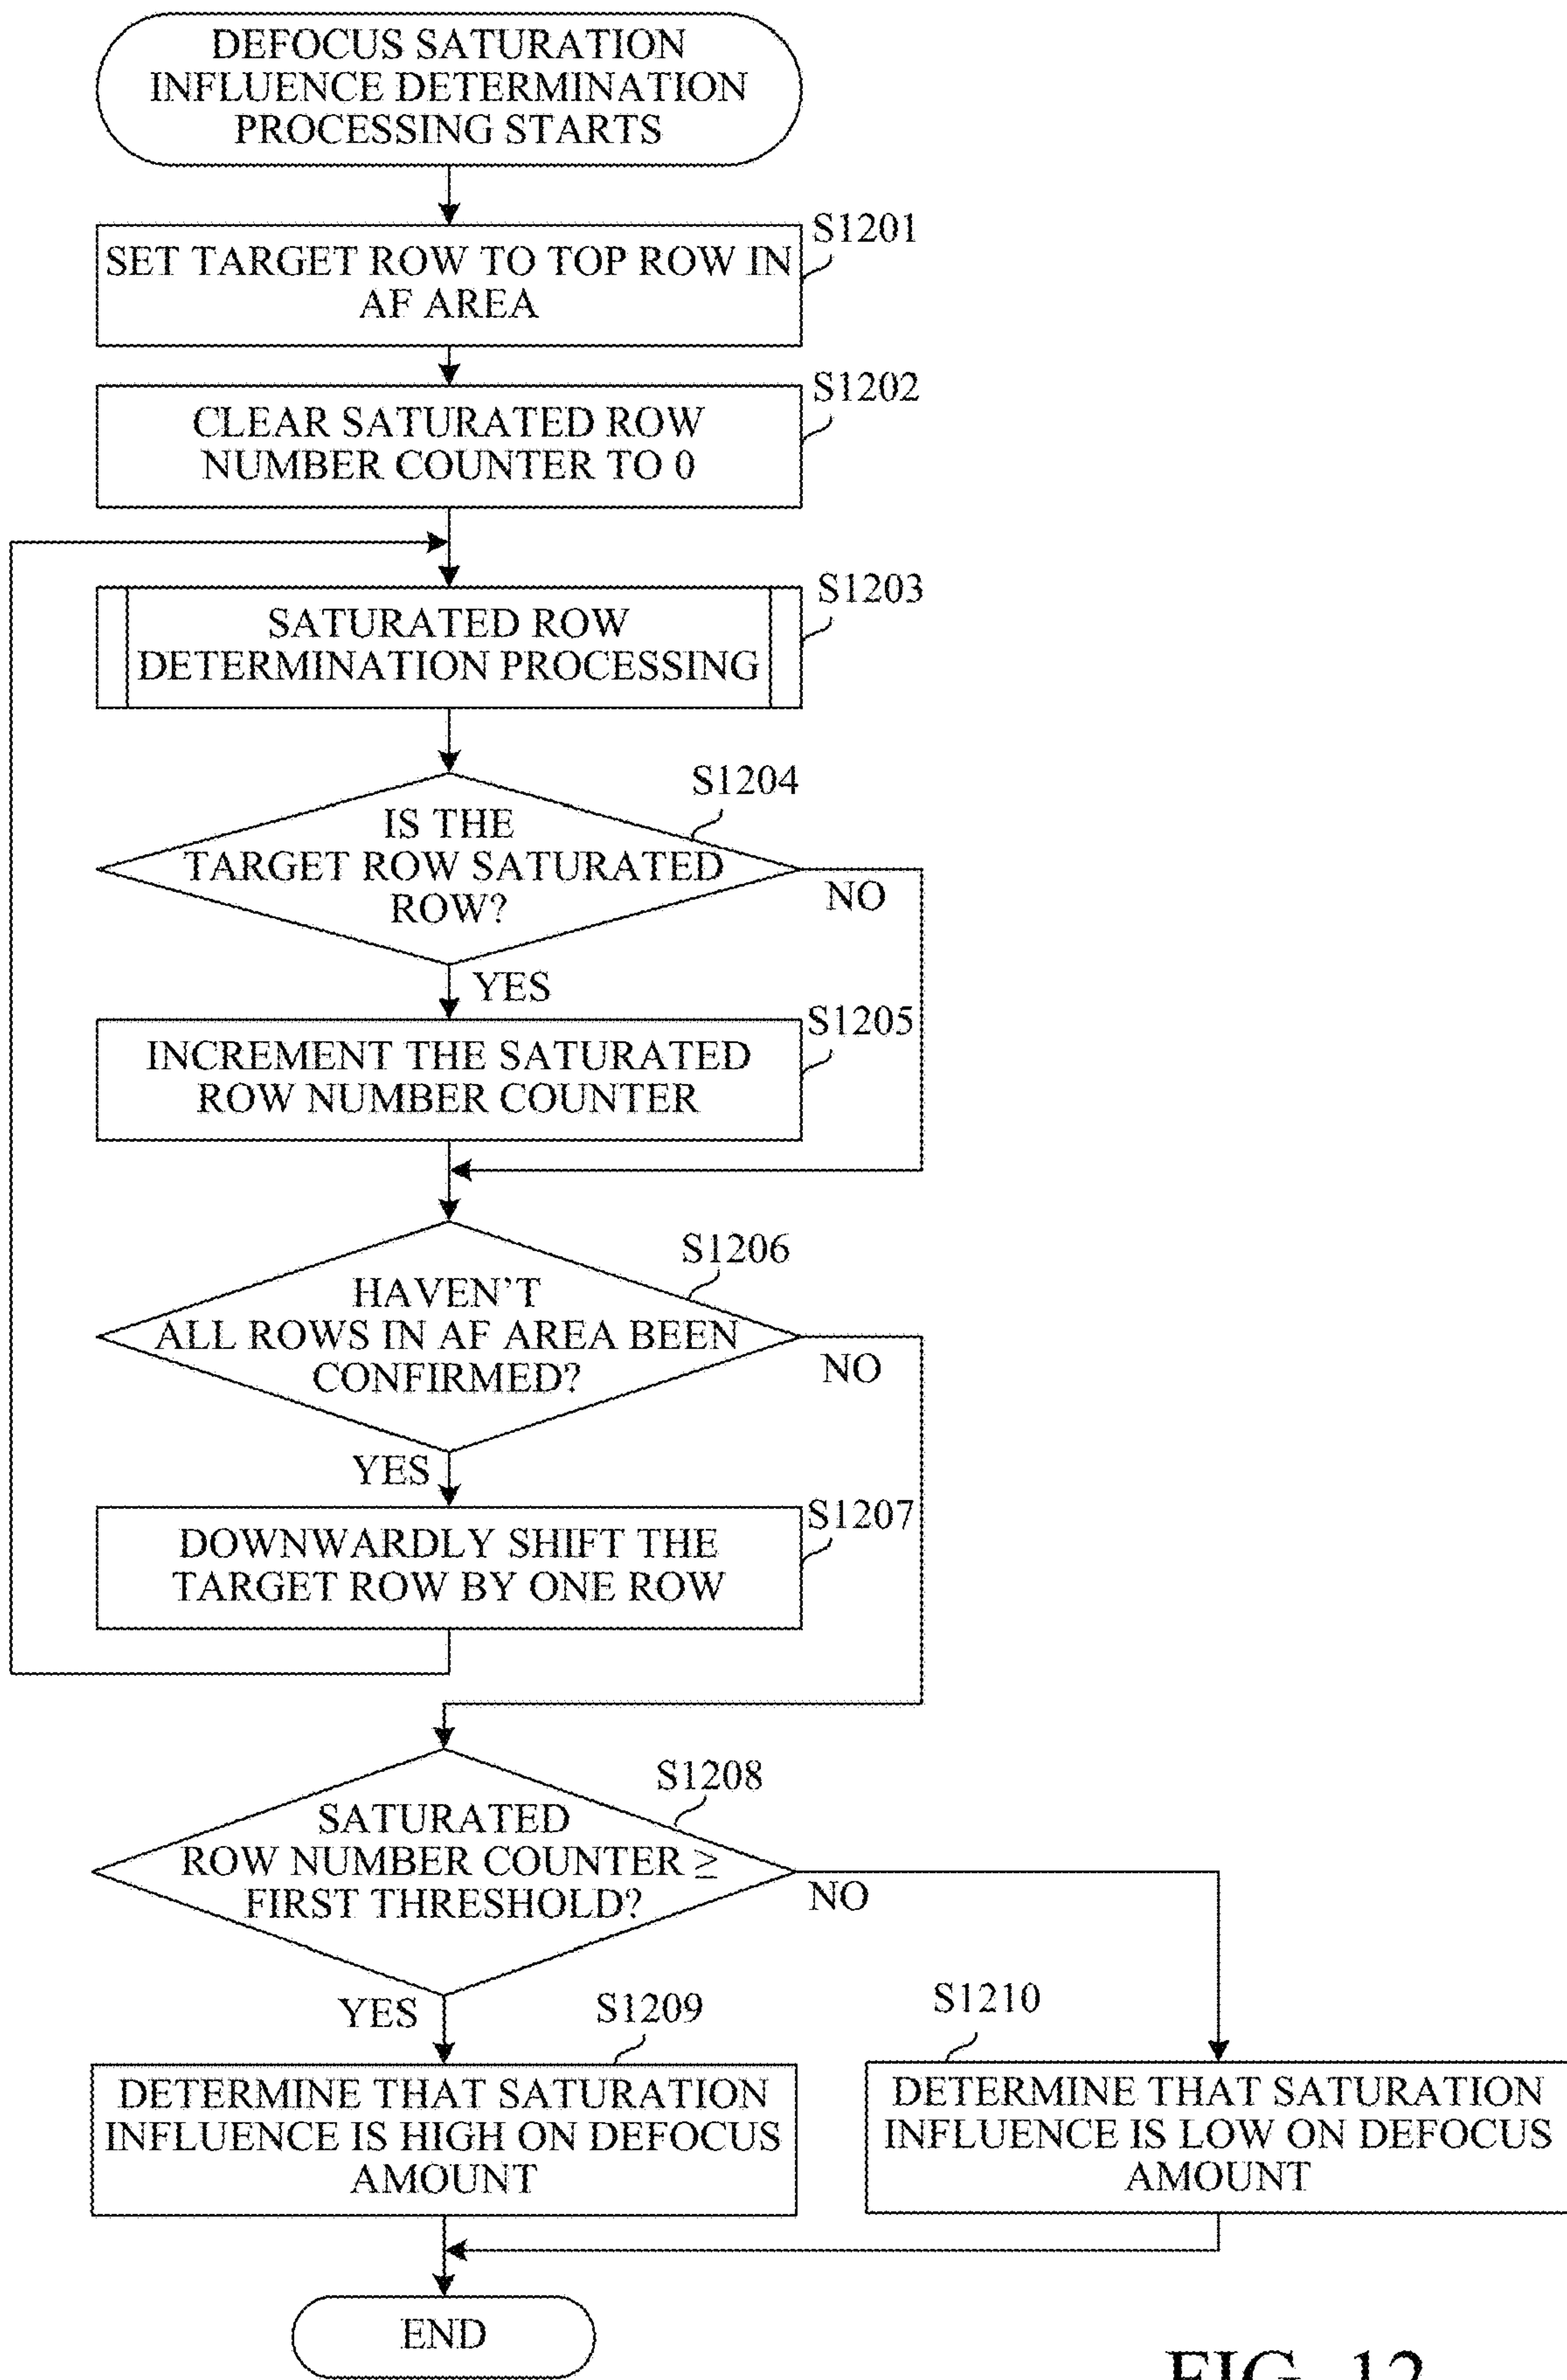 DEFOCUS SATURATION
INFLUENCE DETERMINATION
PROCESSING STARTS
S1201
SET TARGET ROW TO TOP ROW IN
AF AREA
S1202
CLEAR SATURATED ROW
NUMBER COUNTER TO 0
S1203
SATURATED ROW
DETERMINATION PROCESSING
S1204
IS THE
TARGET ROW SATURATED
ROW?
NO
YES
S1205
INCREMENT THE SATURATED
ROW NUMBER COUNTER
S1206
HAVEN'T
ALL ROWS IN AF AREA BEEN
CONFIRMED?
NO
YES
S1207
DOWNWARDLY SHIFT THE
TARGET ROW BY ONE ROW
S1208
SATURATED
ROW NUMBER COUNTER ≥
FIRST THRESHOLD?
NO
YES
S1209
DETERMINE THAT SATURATION
INFLUENCE IS HIGH ON DEFOCUS
AMOUNT
S1210
DETERMINE THAT SATURATION
INFLUENCE IS LOW ON DEFOCUS
AMOUNT
END
FIG. 12